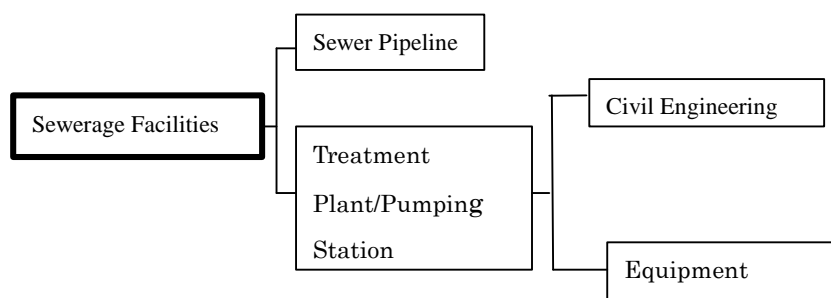 Sewer Pipeline
Sewerage Facilities
Civil Engineering
Treatment
Plant/Pumping
Station
Equipment